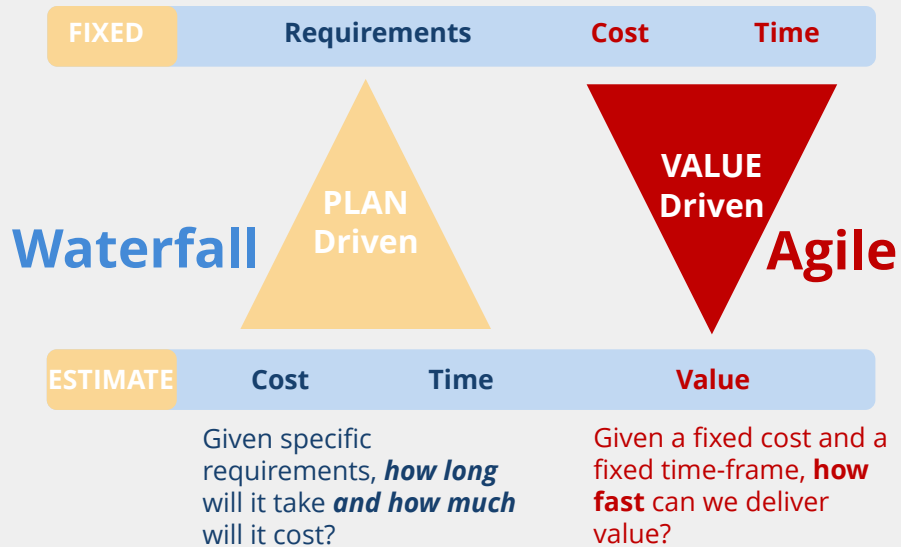 FIXED Requirements Cost Time
PLAN
Driven
VALUE
Driven
Waterfall
Agile
ESTIMATE Cost Time Value
Given specific
requirements, how long
will it take and how much
will it cost?
Given a fixed cost and a
fixed time-frame, how
fast can we deliver
value?